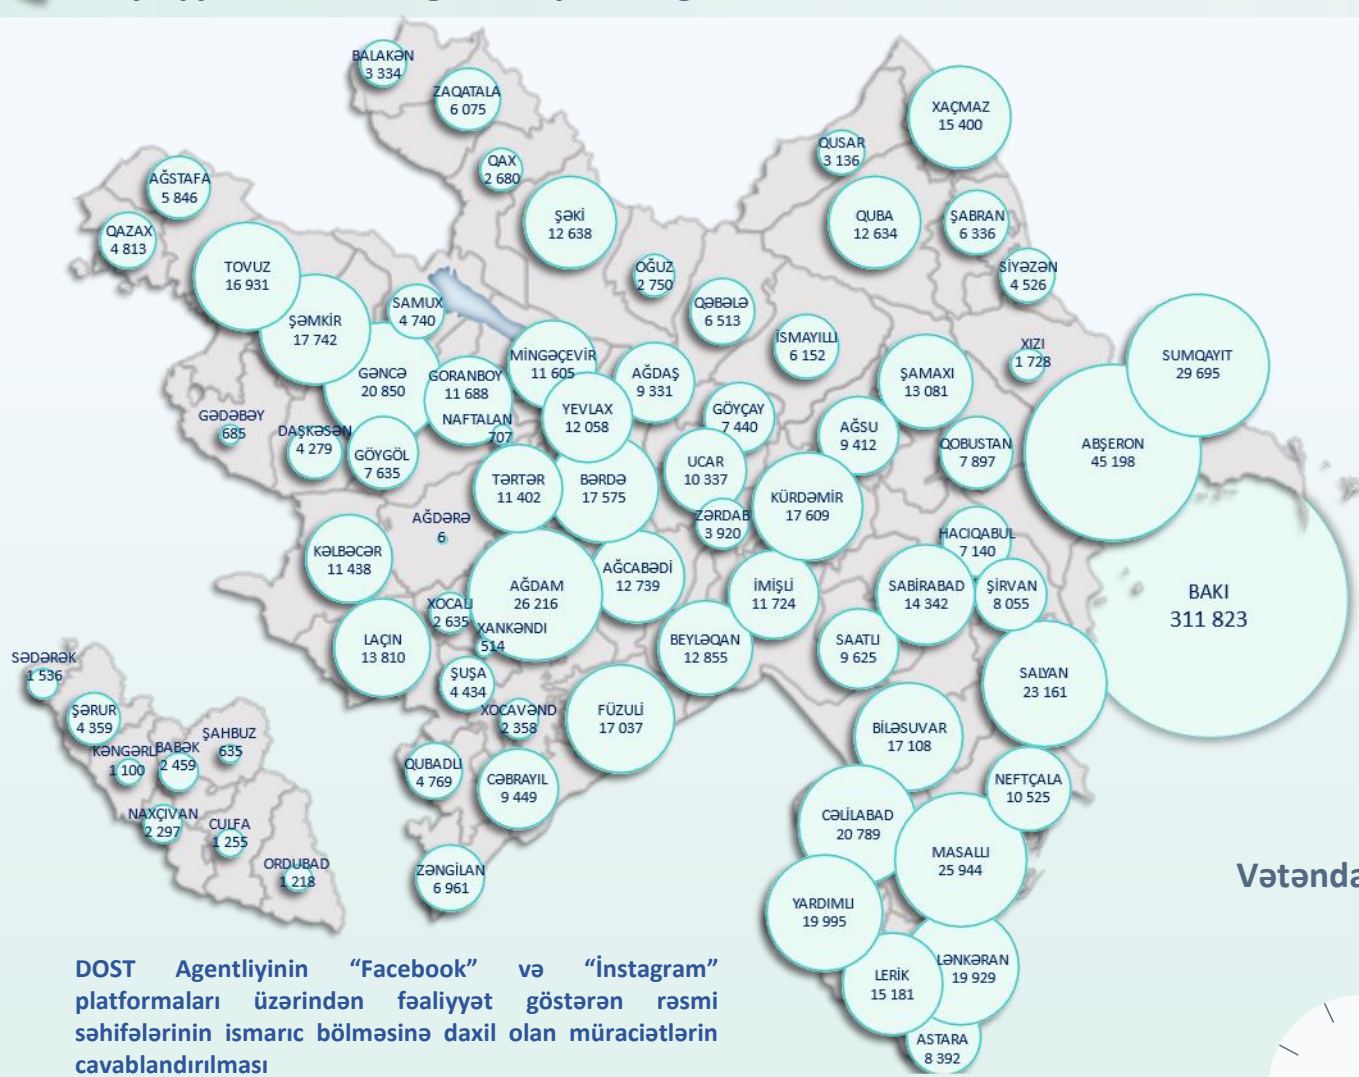 BALAKƏN
3 334
ZAQATALA
6 075
XAÇMAZ
15 400
QAX
2 680
QUSAR
3 136
AĞSTAFA
5 846
ŞƏKİ
12 638
QUBA
12 634
ŞABRAN
6 336
QAZAX
4 813
TOVUZ
16 931
OĞUZ
2 750
SİYƏZƏN
4 526
SAMUX
4 740
QƏBƏLƏ
6 513
ŞƏMKİR
17 742
İSMAYILLI
6 152
XIZI
1 728
SUMQAYIT
29 695
MİNGƏÇEVİR
11 605
GƏNCƏ
20 850
GORANBOY
11 688
AĞDAŞ
9 331
ŞAMAXI
13 081
GƏDƏBƏY
685
NAFTALAN
707
YEVLAX
12 058
GÖYÇAY
7 440
AĞSU
9 412
DAŞKƏSƏN
4 279
GÖYGÖL
7 635
QOBUSTAN
7 897
ABŞERON
45 198
TƏRTƏR
11 402
BƏRDƏ
17 575
UCAR
10 337
KÜRDƏMİR
17 609
AĞDƏRƏ
6
ZƏRDAB
3 920
HACIQABUL
7 140
KƏLBƏCƏR
11 438
AĞDAM
26 216
AĞCABƏDİ
12 739
İMİŞLİ
11 724
SABİRABAD
14 342
ŞİRVAN
8 055
BAKI
311 823
XOCALI
2 635
XANKƏNDI
514
LAÇIN
13 810
BEYLƏQAN
12 855
SAATLI
9 625
SƏDƏRƏK
1 536
ŞUŞA
4 434
SALYAN
23 161
ŞƏRUR
4 359
XOCAVƏND
2 358
FÜZULİ
17 037
BİLƏSUVAR
17 108
ŞAHBUZ
635
KƏNGƏRLİ
1 100
BABƏK
2 459
QUBADLI
4 769
CƏBRAYIL
9 449
NEFTÇALA
10 525
NAXÇIVAN
2 297
CULFA
1 255
CƏLİLABAD
20 789
ORDUBAD
1 218
ZƏNGİLAN
6 961
MASALLI
25 944
YARDIMLI
19 995
LƏNKƏRAN
19 929
LERİK
15 181
ASTARA
8 392
DOST Agentliyinin “Facebook” və “İnstagram”
platformaları üzərindən fəaliyyət göstərən rəsmi
səhifələrinin ismarıc bölməsinə daxil olan müraciətlərin
cavablandırılması